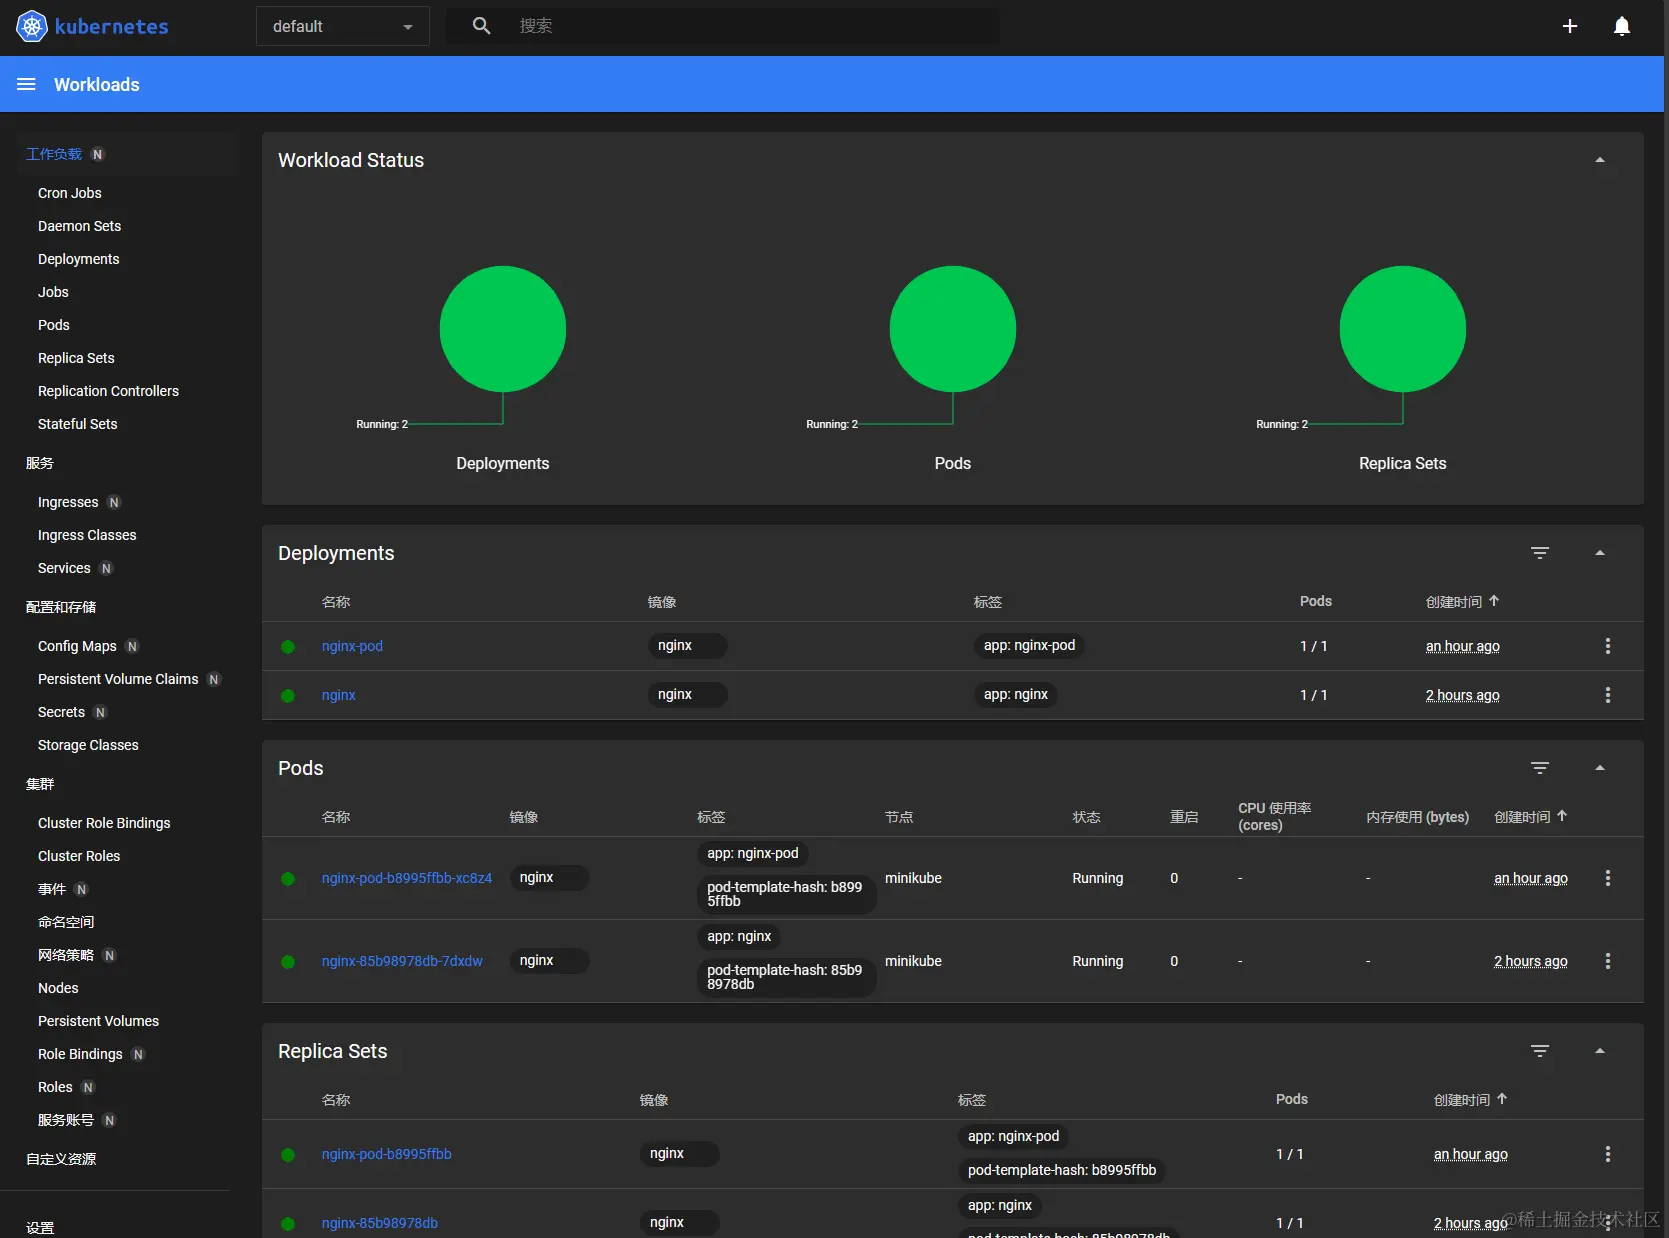 kubernetes
default
搜索
Workloads
工作负载 N
Cron Jobs
Daemon Sets
Deployments
Jobs
Pods
Replica Sets
Replication Controllers
Stateful Sets
服务
Ingresses N
Ingress Classes
Services N
配置和存储
Config Maps N
Persistent Volume Claims N
Secrets N
Storage Classes
集群
Cluster Role Bindings
Cluster Roles
事件 N
命名空间
网络策略 N
Nodes
Persistent Volumes
Role Bindings N
Roles N
服务账号 N
自定义资源
设置
Workload Status
Running: 2
Deployments
Running: 2
Pods
Running: 2
Replica Sets
Deployments
名称 镜像 标签 Pods 创建时间
nginx-pod nginx app: nginx-pod 1 / 1 an hour ago
nginx nginx app: nginx 1 / 1 2 hours ago
Pods
名称 镜像 标签 节点 状态 重启 CPU 使用率 (cores) 内存使用 (bytes) 创建时间
app: nginx-pod
nginx-pod-b8995ffbb-xc8z4 nginx pod-template-hash: b899 minikube Running 0 - - an hour ago
5ffbb
app: nginx
nginx-85b98978db-7dxdw nginx pod-template-hash: 85b9 minikube Running 0 - - 2 hours ago
8978db
Replica Sets
名称 镜像 标签 Pods 创建时间
app: nginx-pod
nginx-pod-b8995ffbb nginx 1 / 1 an hour ago
pod-template-hash: b8995ffbb
app: nginx
nginx-85b98978db nginx 1 / 1 2 hours ago
pod-template-hash: 85b98978db
@稀土掘金技术社区